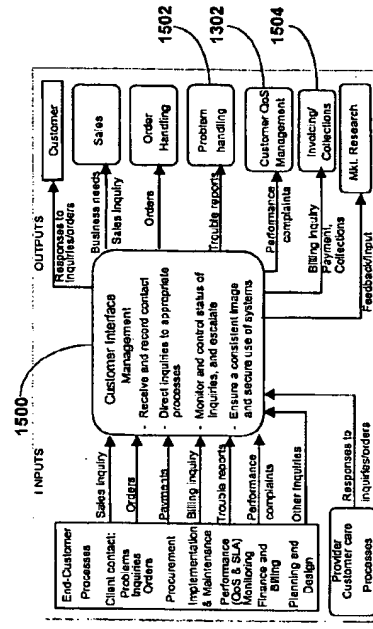 INPUTS
OUTPUTS
1500
End-Customer
Processes
Client contact:
Problems
Inquiries
Orders
Procurement
Implementation
& Maintenance
Performance
(QoS & SLA)
Monitoring
Finance and
Billing
Planning and
Design
Provider
Customer care
Processes
Sales Inquiry
Orders
Payments
Billing inquiry
Trouble reports
Performance
complaints
Other Inquiries
Responses to
inquiries/orders
Customer Interface
Management
- Receive and record contact
- Direct inquiries to appropriate
processes
- Monitor and control status of
inquiries, and escalate
- Ensure a consistent image
and secure use of systems
Responses to
Inquiries/orders
Business needs
Sales Inquiry
Orders
Trouble reports
Performance
complaints
Billing inquiry
Payment,
Collections
Feedback/Input
Customer
Sales
Order
Handling
Problem
handling
1502
Customer QoS
Management
1302
Invoicing/
Collections
1504
Mkt. Research